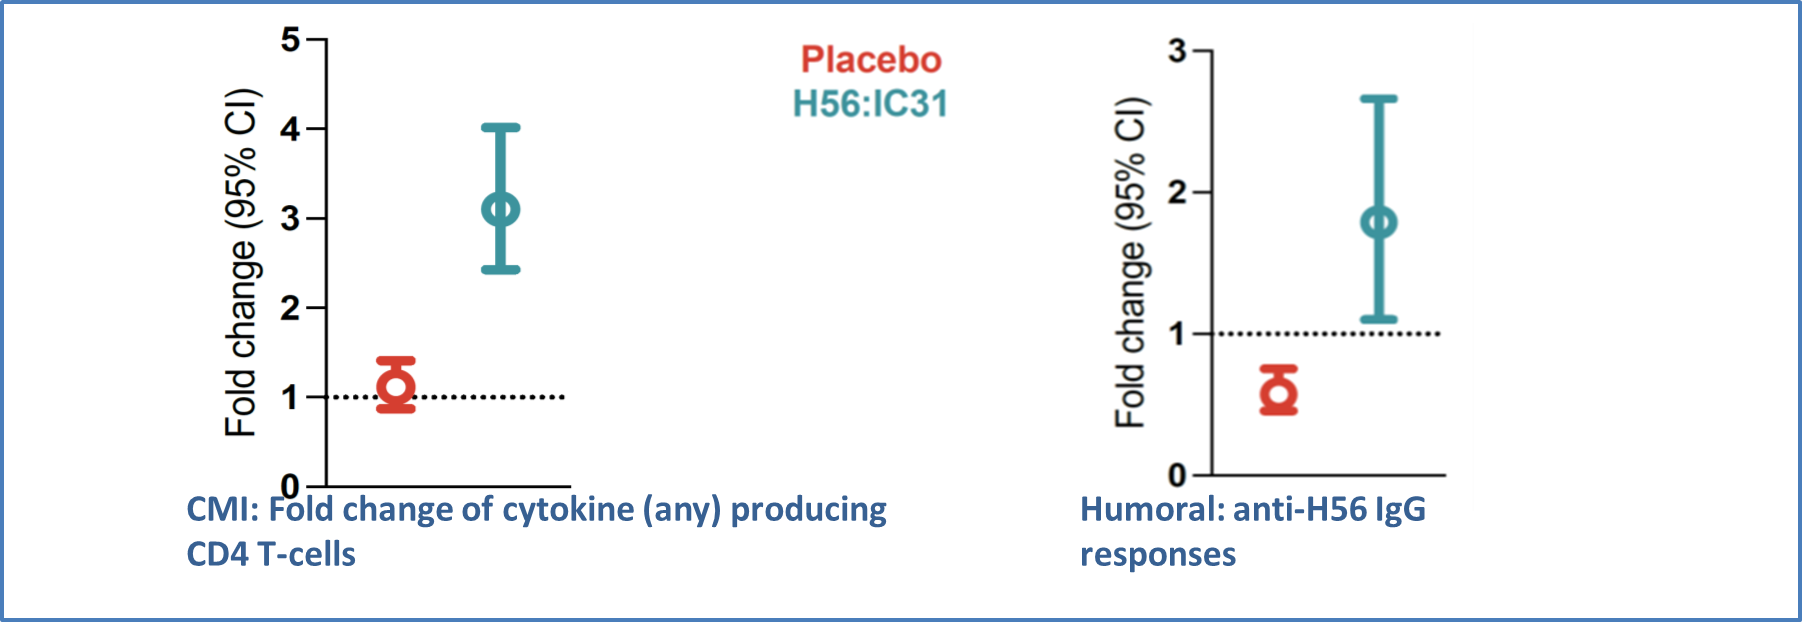 5
4
3
2
1
0
Fold change (95% CI)
CMI: Fold change of cytokine (any) producing
CD4 T-cells
Placebo
H56:IC31
3
2
1
0
Fold change (95% CI)
Humoral: anti-H56 IgG
responses